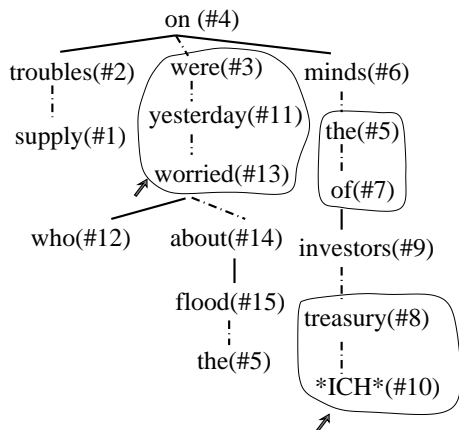 on (#4)
troubles(#2) were(#3) minds(#6)
supply(#1) yesterday(#11) the(#5)
worried(#13) of(#7)
who(#12) about(#14) investors(#9)
flood(#15) treasury(#8)
the(#5) *ICH*(#10)